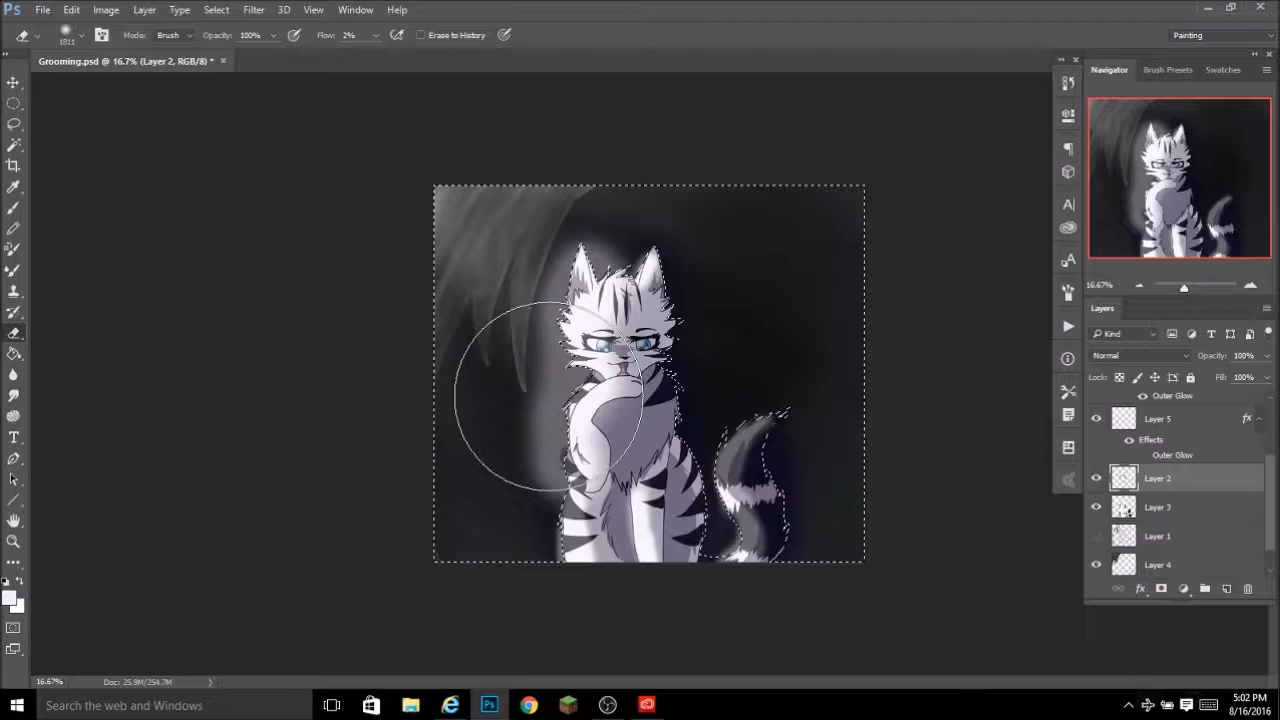 Ps File Edit Image Layer Type Select Filter 3D View Window Help
1811 Mode: Brush Opacity: 100% Flow: 2% Erase to History Painting
Grooming.psd @ 16.7% (Layer 2, RGB/8) * ×
Navigator Brush Presets Swatches
16.67%
Layers
Kind
Normal Opacity: 100%
Lock: Fill: 100%
Outer Glow
Layer 5 fx
Effects
Outer Glow
Layer 2
Layer 3
Layer 1
Layer 4
fx
16.67% Doc: 25.9M/254.7M
Search the web and Windows Ps
5:02 PM
8/16/2016